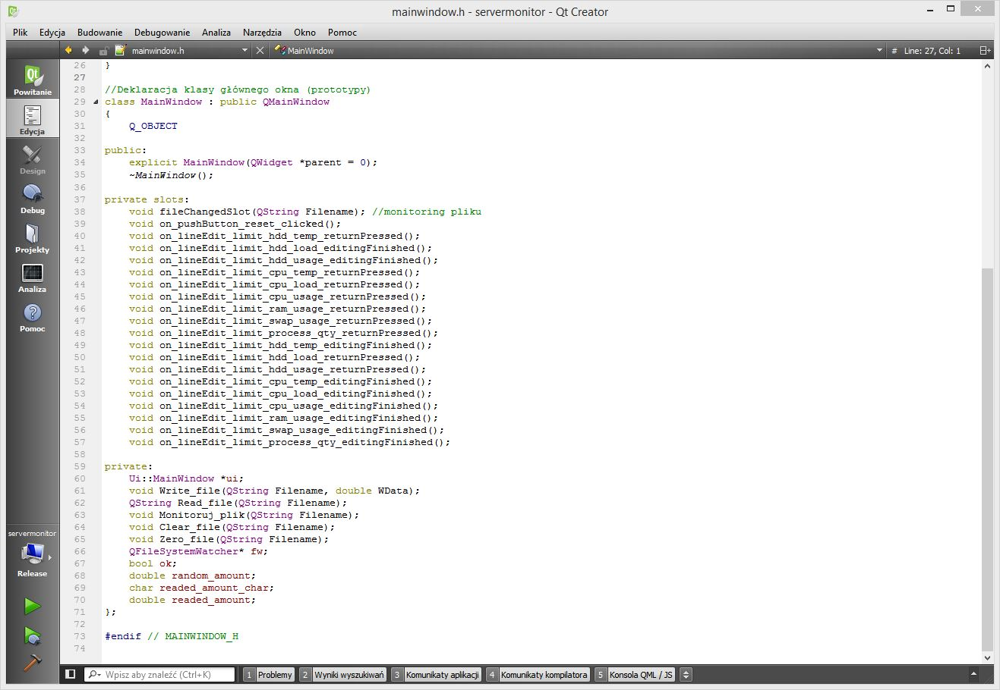 mainwindow.h - servermonitor - Qt Creator
Plik Edycja Budowanie Debugowanie Analiza Narzędzia Okno Pomoc
mainwindow.h MainWindow # Line: 27, Col: 1
Qt
Powitanie
Edycja
Design
Debug
Projekty
Analiza
Pomoc
servermonitor
Release
26 }
27
28 //Deklaracja klasy głównego okna (prototypy)
29 class MainWindow : public QMainWindow
30 {
31 Q_OBJECT
32
33 public:
34 explicit MainWindow(QWidget *parent = 0);
35 ~MainWindow();
36
37 private slots:
38 void fileChangedSlot(QString Filename); //monitoring pliku
39 void on_pushButton_reset_clicked();
40 void on_lineEdit_limit_hdd_temp_returnPressed();
41 void on_lineEdit_limit_hdd_load_editingFinished();
42 void on_lineEdit_limit_hdd_usage_editingFinished();
43 void on_lineEdit_limit_cpu_temp_returnPressed();
44 void on_lineEdit_limit_cpu_load_returnPressed();
45 void on_lineEdit_limit_cpu_usage_returnPressed();
46 void on_lineEdit_limit_ram_usage_returnPressed();
47 void on_lineEdit_limit_swap_usage_returnPressed();
48 void on_lineEdit_limit_process_qty_returnPressed();
49 void on_lineEdit_limit_hdd_temp_editingFinished();
50 void on_lineEdit_limit_hdd_load_returnPressed();
51 void on_lineEdit_limit_hdd_usage_returnPressed();
52 void on_lineEdit_limit_cpu_temp_editingFinished();
53 void on_lineEdit_limit_cpu_load_editingFinished();
54 void on_lineEdit_limit_cpu_usage_editingFinished();
55 void on_lineEdit_limit_ram_usage_editingFinished();
56 void on_lineEdit_limit_swap_usage_editingFinished();
57 void on_lineEdit_limit_process_qty_editingFinished();
58
59 private:
60 Ui::MainWindow *ui;
61 void Write_file(QString Filename, double WData);
62 QString Read_file(QString Filename);
63 void Monitoruj_plik(QString Filename);
64 void Clear_file(QString Filename);
65 void Zero_file(QString Filename);
66 QFileSystemWatcher* fw;
67 bool ok;
68 double random_amount;
69 char readed_amount_char;
70 double readed_amount;
71 };
72
73 #endif // MAINWINDOW_H
74
Wpisz aby znaleźć (Ctrl+K) 1 Problemy 2 Wyniki wyszukiwań 3 Komunikaty aplikacji 4 Komunikaty kompilatora 5 Konsola QML / JS